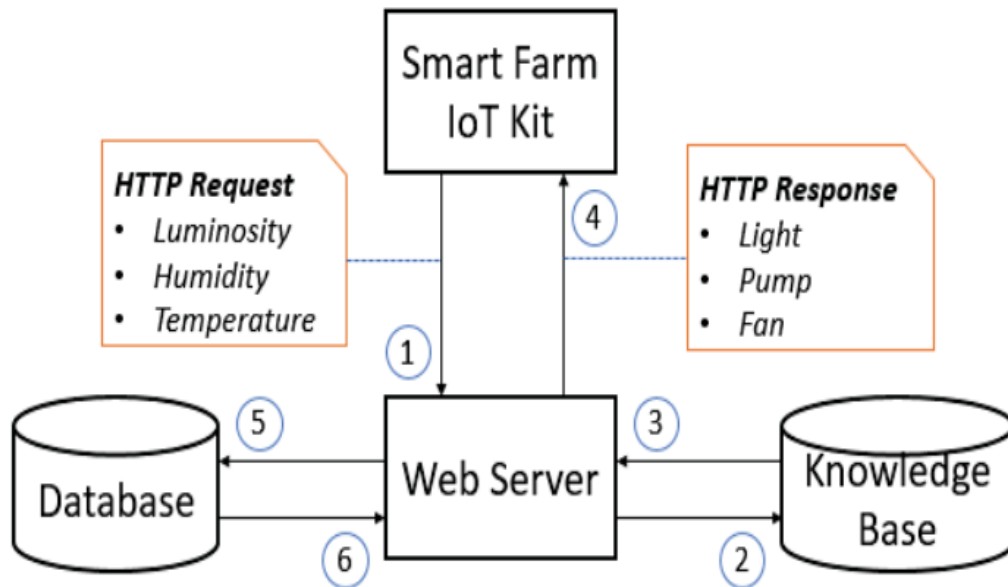 Smart Farm
IoT Kit
HTTP Request
• Luminosity
• Humidity
• Temperature
HTTP Response
• Light
• Pump
• Fan
4
1
5
3
Database
Web Server
Knowledge
Base
6
2